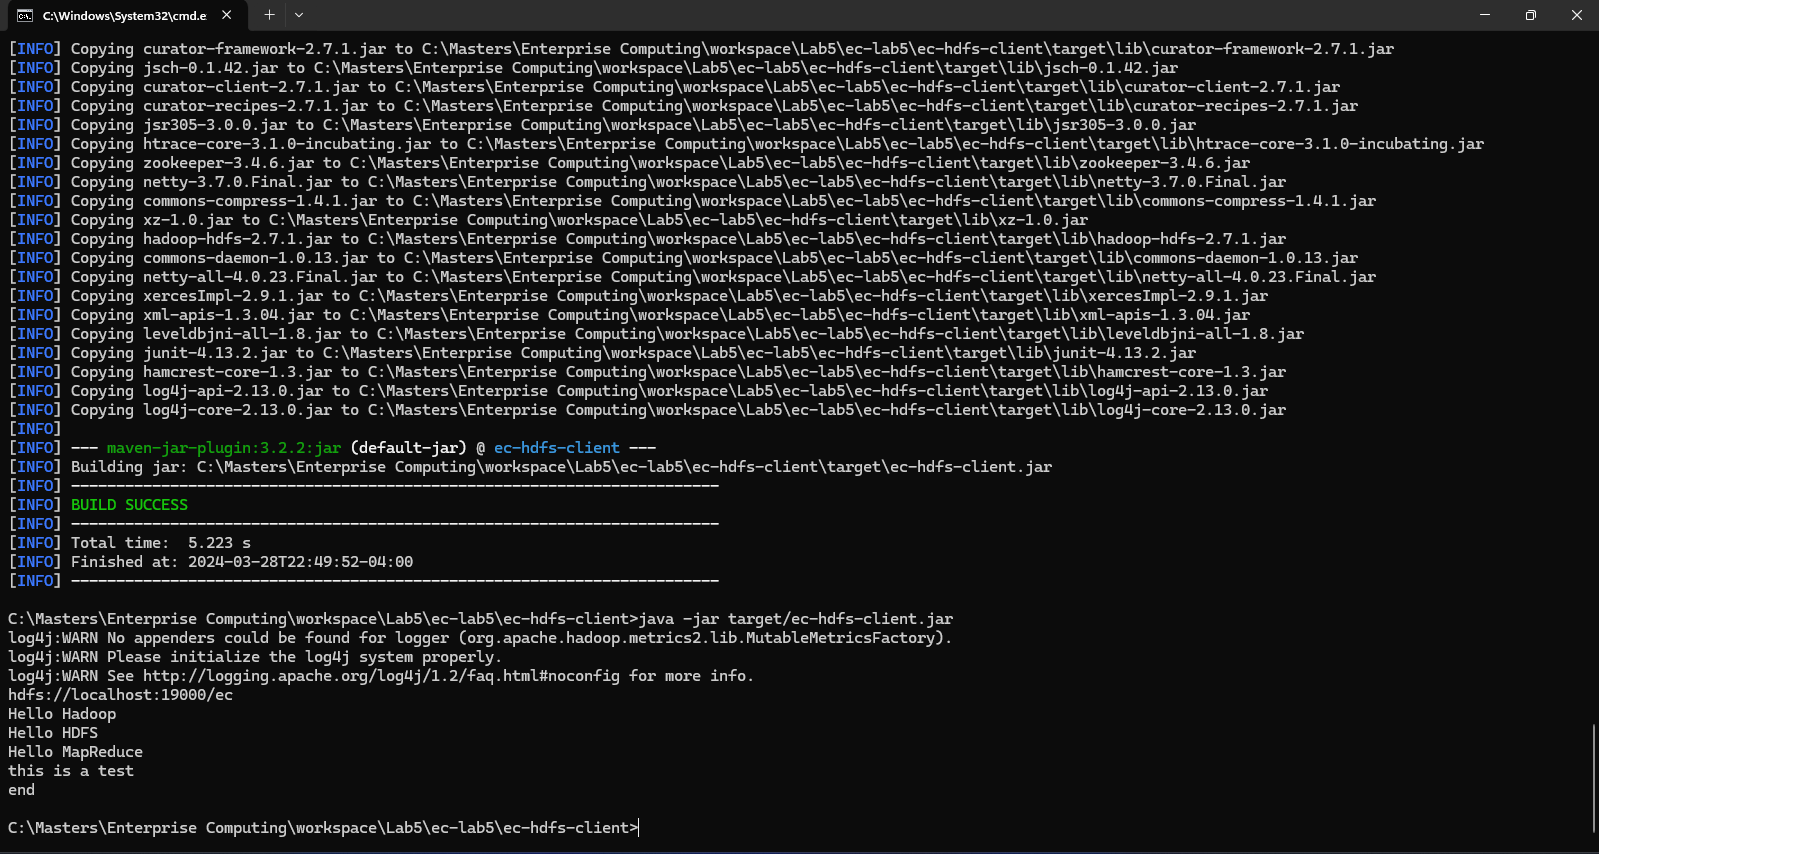 C:\Windows\System32\cmd.e
[INFO] Copying curator-framework-2.7.1.jar to C:\Masters\Enterprise Computing\workspace\Lab5\ec-lab5\ec-hdfs-client\target\lib\curator-framework-2.7.1.jar
[INFO] Copying jsch-0.1.42.jar to C:\Masters\Enterprise Computing\workspace\Lab5\ec-lab5\ec-hdfs-client\target\lib\jsch-0.1.42.jar
[INFO] Copying curator-client-2.7.1.jar to C:\Masters\Enterprise Computing\workspace\Lab5\ec-lab5\ec-hdfs-client\target\lib\curator-client-2.7.1.jar
[INFO] Copying curator-recipes-2.7.1.jar to C:\Masters\Enterprise Computing\workspace\Lab5\ec-lab5\ec-hdfs-client\target\lib\curator-recipes-2.7.1.jar
[INFO] Copying jsr305-3.0.0.jar to C:\Masters\Enterprise Computing\workspace\Lab5\ec-lab5\ec-hdfs-client\target\lib\jsr305-3.0.0.jar
[INFO] Copying htrace-core-3.1.0-incubating.jar to C:\Masters\Enterprise Computing\workspace\Lab5\ec-lab5\ec-hdfs-client\target\lib\htrace-core-3.1.0-incubating.jar
[INFO] Copying zookeeper-3.4.6.jar to C:\Masters\Enterprise Computing\workspace\Lab5\ec-lab5\ec-hdfs-client\target\lib\zookeeper-3.4.6.jar
[INFO] Copying netty-3.7.0.Final.jar to C:\Masters\Enterprise Computing\workspace\Lab5\ec-lab5\ec-hdfs-client\target\lib\netty-3.7.0.Final.jar
[INFO] Copying commons-compress-1.4.1.jar to C:\Masters\Enterprise Computing\workspace\Lab5\ec-lab5\ec-hdfs-client\target\lib\commons-compress-1.4.1.jar
[INFO] Copying xz-1.0.jar to C:\Masters\Enterprise Computing\workspace\Lab5\ec-lab5\ec-hdfs-client\target\lib\xz-1.0.jar
[INFO] Copying hadoop-hdfs-2.7.1.jar to C:\Masters\Enterprise Computing\workspace\Lab5\ec-lab5\ec-hdfs-client\target\lib\hadoop-hdfs-2.7.1.jar
[INFO] Copying commons-daemon-1.0.13.jar to C:\Masters\Enterprise Computing\workspace\Lab5\ec-lab5\ec-hdfs-client\target\lib\commons-daemon-1.0.13.jar
[INFO] Copying netty-all-4.0.23.Final.jar to C:\Masters\Enterprise Computing\workspace\Lab5\ec-lab5\ec-hdfs-client\target\lib\netty-all-4.0.23.Final.jar
[INFO] Copying xercesImpl-2.9.1.jar to C:\Masters\Enterprise Computing\workspace\Lab5\ec-lab5\ec-hdfs-client\target\lib\xercesImpl-2.9.1.jar
[INFO] Copying xml-apis-1.3.04.jar to C:\Masters\Enterprise Computing\workspace\Lab5\ec-lab5\ec-hdfs-client\target\lib\xml-apis-1.3.04.jar
[INFO] Copying leveldbjni-all-1.8.jar to C:\Masters\Enterprise Computing\workspace\Lab5\ec-lab5\ec-hdfs-client\target\lib\leveldbjni-all-1.8.jar
[INFO] Copying junit-4.13.2.jar to C:\Masters\Enterprise Computing\workspace\Lab5\ec-lab5\ec-hdfs-client\target\lib\junit-4.13.2.jar
[INFO] Copying hamcrest-core-1.3.jar to C:\Masters\Enterprise Computing\workspace\Lab5\ec-lab5\ec-hdfs-client\target\lib\hamcrest-core-1.3.jar
[INFO] Copying log4j-api-2.13.0.jar to C:\Masters\Enterprise Computing\workspace\Lab5\ec-lab5\ec-hdfs-client\target\lib\log4j-api-2.13.0.jar
[INFO] Copying log4j-core-2.13.0.jar to C:\Masters\Enterprise Computing\workspace\Lab5\ec-lab5\ec-hdfs-client\target\lib\log4j-core-2.13.0.jar
[INFO]
[INFO] --- maven-jar-plugin:3.2.2:jar (default-jar) @ ec-hdfs-client ---
[INFO] Building jar: C:\Masters\Enterprise Computing\workspace\Lab5\ec-lab5\ec-hdfs-client\target\ec-hdfs-client.jar
[INFO] ------------------------------------------------------------------------
[INFO] BUILD SUCCESS
[INFO] ------------------------------------------------------------------------
[INFO] Total time:  5.223 s
[INFO] Finished at: 2024-03-28T22:49:52-04:00
[INFO] ------------------------------------------------------------------------
C:\Masters\Enterprise Computing\workspace\Lab5\ec-lab5\ec-hdfs-client>java -jar target/ec-hdfs-client.jar
log4j:WARN No appenders could be found for logger (org.apache.hadoop.metrics2.lib.MutableMetricsFactory).
log4j:WARN Please initialize the log4j system properly.
log4j:WARN See http://logging.apache.org/log4j/1.2/faq.html#noconfig for more info.
hdfs://localhost:19000/ec
Hello Hadoop
Hello HDFS
Hello MapReduce
this is a test
end
C:\Masters\Enterprise Computing\workspace\Lab5\ec-lab5\ec-hdfs-client>